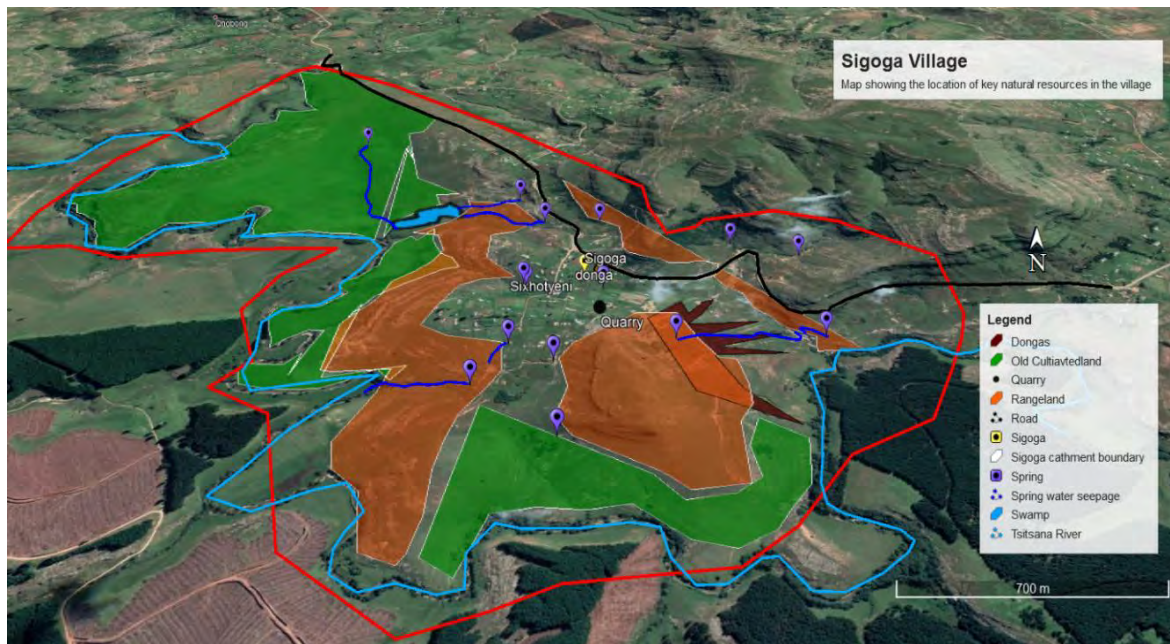 Sigoga Village
Map showing the location of key natural resources in the village
Sigoga
donga
Sixhotyeni
Quarry
N
Legend
Dongas
Old Cultiavtedland
Quarry
Rangeland
Road
Sigoga
Sigoga cathment boundary
Spring
Spring water seepage
Swamp
Tsitsana River
700 m